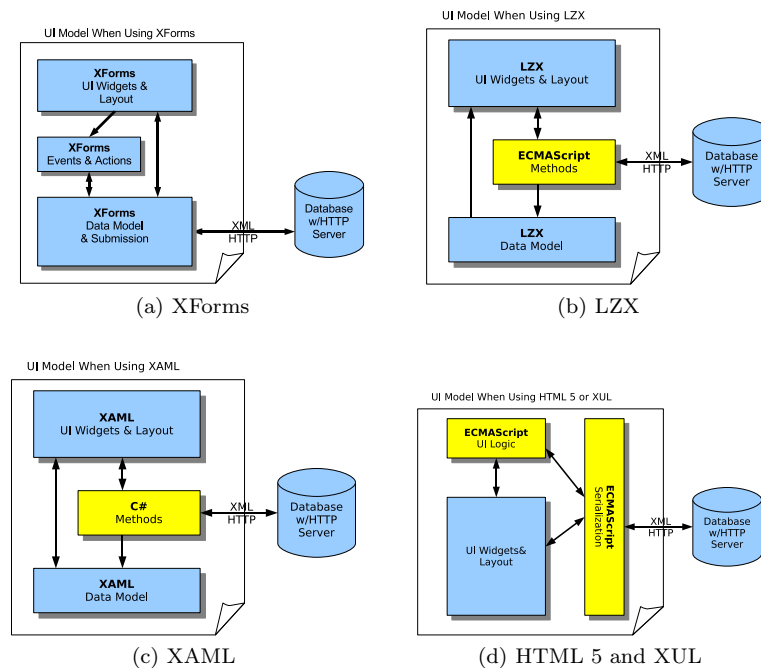 UI Model When Using XForms
XForms
UI Widgets &
Layout
XForms
Events & Actions
XForms
Data Model
& Submission
XML
HTTP
Database
w/HTTP
Server
(a) XForms
UI Model When Using LZX
LZX
UI Widgets & Layout
ECMAScript
Methods
LZX
Data Model
XML
HTTP
Database
w/HTTP
Server
(b) LZX
UI Model When Using XAML
XAML
UI Widgets & Layout
C#
Methods
XAML
Data Model
XML
HTTP
Database
w/HTTP
Server
(c) XAML
UI Model When Using HTML 5 or XUL
ECMAScript
UI Logic
UI Widgets&
Layout
ECMAScript
Serialization
XML
HTTP
Database
w/HTTP
Server
(d) HTML 5 and XUL